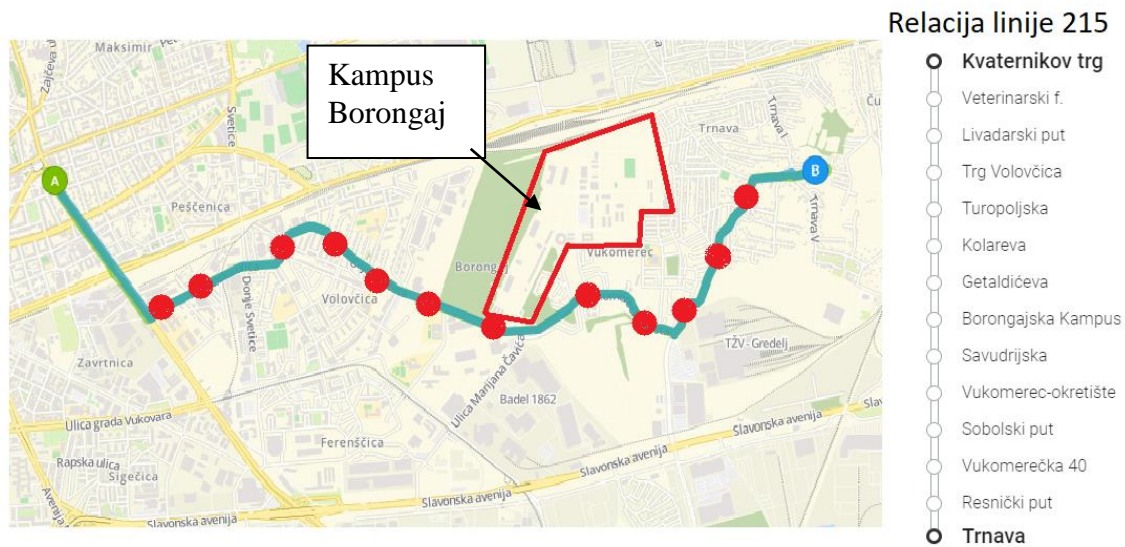 Relacija linije 215
Kvaternikov trg
Veterinarski f.
Livadarski put
Trg Volovčica
Turopoljska
Kolareva
Getaldićeva
Borongajska Kampus
Savudrijska
Vukomerec-okretište
Sobolski put
Vukomerečka 40
Resnički put
Trnava
Kampus
Borongaj
Maksimir
Svetice
Trnava
Trnava I
A
B
Peščenica
Trnava V
Vukomerec
Volovčica
Donje Svetice
Zavrtnica
TŽV - Gredelj
Ulica Marijana Čavića
Badel 1862
Ulica grada Vukovara
Ferenščica
Slavonska avenija
Rapska ulica
Sigečica
Slavonska avenija
Slavonska avenija
Slavonska avenija